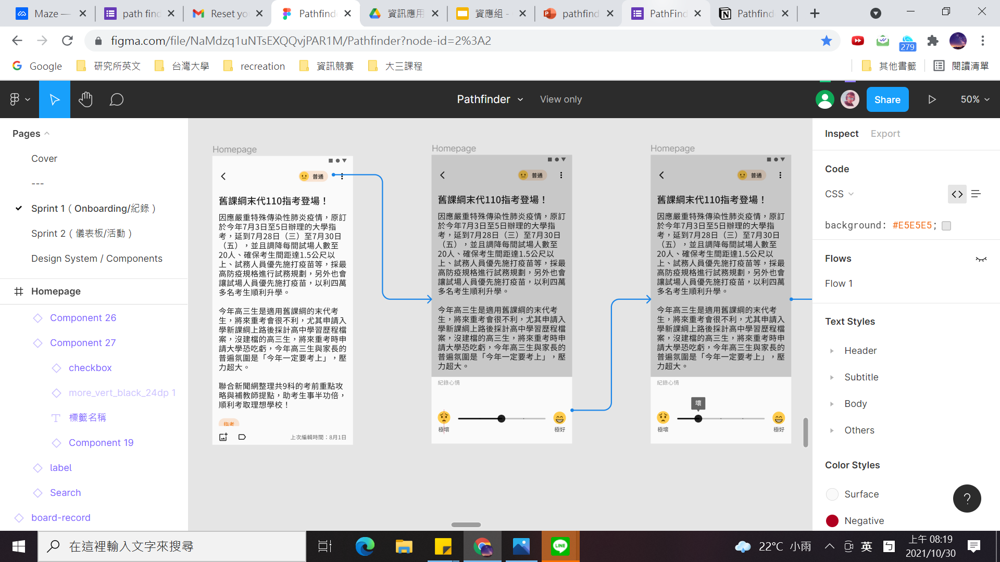 Maze —
path find
Reset yo
Pathfind
資訊應用
資應組 -
pathfind
PathFind
Pathfind
figma.com/file/NaMdzq1uNTsEXQQvjPAR1M/Pathfinder?node-id=2%3A2
279
Google
研究所英文
台灣大學
recreation
資訊競賽
大三課程
其他書籤
閱讀清單
Pathfinder
View only
Share
50%
Pages
Cover
---
Sprint 1 ( Onboarding/紀錄 )
Sprint 2 ( 儀表板/活動 )
Design System / Components
Homepage
Component 26
Component 27
checkbox
more_vert_black_24dp 1
標籤名稱
Component 19
label
Search
board-record
Homepage
普通
舊課綱末代110指考登場！
因應嚴重特殊傳染性肺炎疫情，原訂
於今年7月3日至5日辦理的大學指
考，延到7月28日（三）至7月30日
（五），並且調降每間試場人數至
20人、確保考生間距達1.5公尺以
上、試務人員優先施打疫苗等，採最
高防疫規格進行試務規劃，另外也會
讓試場人員優先施打疫苗，以利四萬
多名考生順利升學。
今年高三生是適用舊課綱的末代考
生，將來重考會很不利，尤其申請入
學新課綱上路後採計高中學習歷程檔
案，沒建檔的高三生，將來重考時申
請大學恐吃虧，今年高三生與家長的
普遍氛圍是「今年一定要考上」，壓
力超大。
聯合新聞網整理共9科的考前重點攻
略與補教師提點，助考生事半功倍，
順利考取理想學校！
指考
上次編輯時間：8月1日
Homepage
普通
舊課綱末代110指考登場！
因應嚴重特殊傳染性肺炎疫情，原訂
於今年7月3日至5日辦理的大學指
考，延到7月28日（三）至7月30日
（五），並且調降每間試場人數至
20人、確保考生間距達1.5公尺以
上、試務人員優先施打疫苗等，採最
高防疫規格進行試務規劃，另外也會
讓試場人員優先施打疫苗，以利四萬
多名考生順利升學。
今年高三生是適用舊課綱的末代考
生，將來重考會很不利，尤其申請入
學新課綱上路後採計高中學習歷程檔
案，沒建檔的高三生，將來重考時申
請大學恐吃虧，今年高三生與家長的
普遍氛圍是「今年一定要考上」，壓
力超大。
紀錄心情
極壞
極好
Homepage
普通
舊課綱末代110指考登場！
因應嚴重特殊傳染性肺炎疫情，原訂
於今年7月3日至5日辦理的大學指
考，延到7月28日（三）至7月30日
（五），並且調降每間試場人數至
20人、確保考生間距達1.5公尺以
上、試務人員優先施打疫苗等，採最
高防疫規格進行試務規劃，另外也會
讓試場人員優先施打疫苗，以利四萬
多名考生順利升學。
今年高三生是適用舊課綱的末代考
生，將來重考會很不利，尤其申請入
學新課綱上路後採計高中學習歷程檔
案，沒建檔的高三生，將來重考時申
請大學恐吃虧，今年高三生與家長的
普遍氛圍是「今年一定要考上」，壓
力超大。
紀錄心情
壞
極壞
極好
Inspect
Export
Code
CSS
background: #E5E5E5;
Flows
Flow 1
Text Styles
Header
Subtitle
Body
Others
Color Styles
Surface
Negative
?
在這裡輸入文字來搜尋
LINE
22°C 小雨
英
ㄅ
上午 08:19
2021/10/30